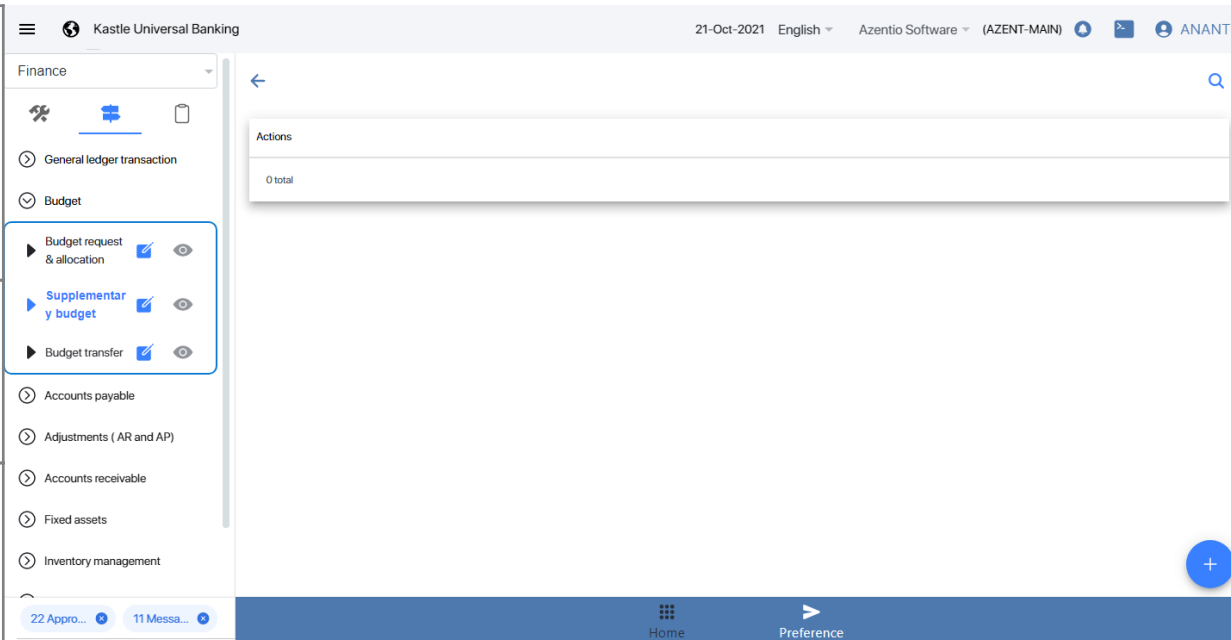 Kastle Universal Banking
21-Oct-2021 English Azentio Software (AZENT-MAIN) ANANT
Finance
Actions
0 total
General ledger transaction
Budget
Budget request
& allocation
Supplementar
y budget
Budget transfer
Accounts payable
Adjustments ( AR and AP)
Accounts receivable
Fixed assets
Inventory management
22 Appro...
11 Messa...
Home
Preference